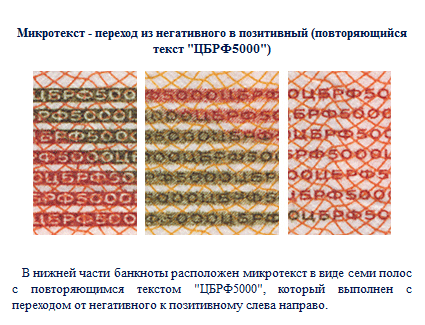 Микротекст - переход из негативного в позитивный (повторяющийся
текст "ЦБРФ5000")
В нижней части банкноты расположен микротекст в виде семи полос
с повторяющимся текстом "ЦБРФ5000", который выполнен с
переходом от негативного к позитивному слева направо.